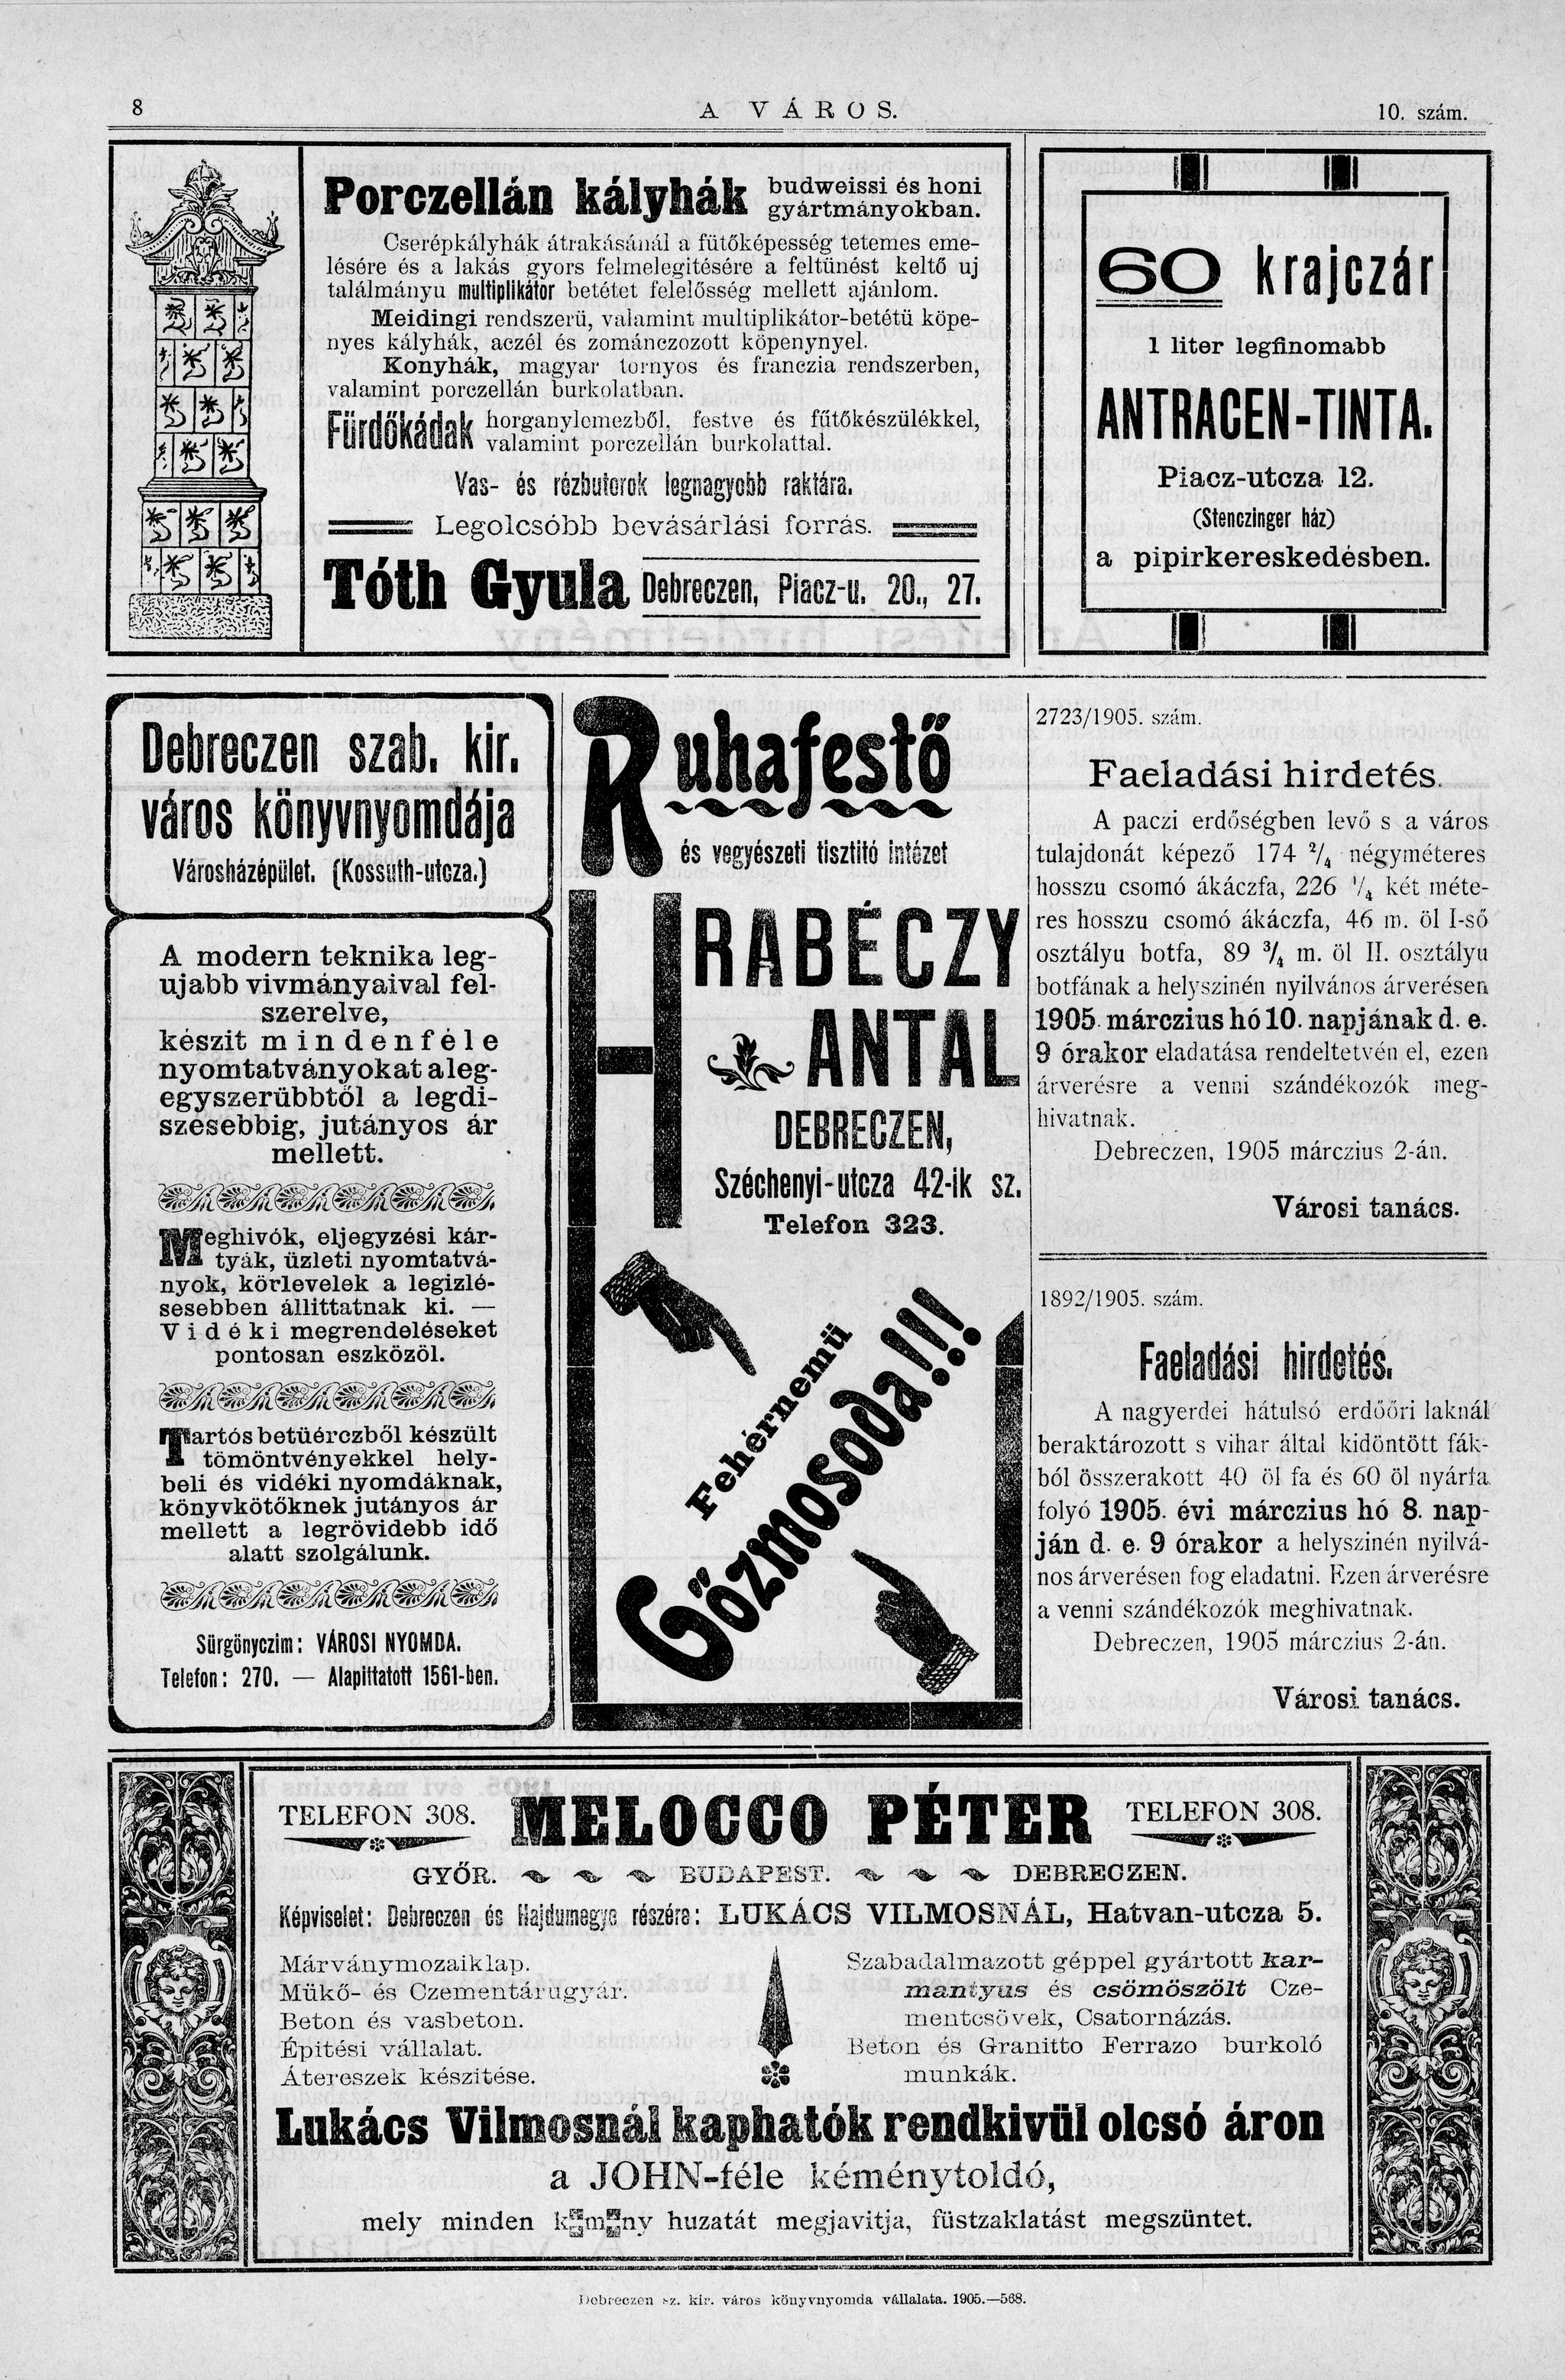 8
A VÁROS.
10. szám.
Porczellán kályhák budweissi és honi
gyártmányokban.
Cserépkályhák átrakásánál a fütőképesség tetemes eme-
lésére és a lakás gyors felmelegitésére a feltünést keltő uj
találmányu multiplikátor betétet felelősség mellett ajánlom.
Meidingi rendszerü, valamint multiplikátor-betétü köpe-
nyes kályhák, aczél és zománczozott köpenynyel.
Konyhák, magyar tornyos és franczia rendszerben,
valamint porczellán burkolatban.
Fürdőkádak horganylemezből, festve és fűtőkészülékkel,
valamint porczellán burkolattal.
Vas- és rézbutorok legnagyobb raktára.
Legolcsóbb bevásárlási forrás.
Tóth Gyula Debreczen, Piacz-u. 20., 27.
60 krajczár
1 liter legfinomabb
ANTRACEN-TINTA.
Piacz-utcza 12.
(Stenczinger ház)
a pipirkereskedésben.
Debreczen szab. kir.
város könyvnyomdája
Városházépület. (Kossuth-utcza.)
A modern teknika leg-
ujabb vivmányaival fel-
szerelve,
készit mindenféle
nyomtatványokat a leg-
egyszerübbtől a legdi-
szesebbig, jutányos ár
mellett.
Meghivók, eljegyzési kár-
tyák, üzleti nyomtatvá-
nyok, körlevelek a legizlé-
sesebben állittatnak ki. —
Vidéki megrendeléseket
pontosan eszközöl.
Tartós betüérczből készült
tömöntvényekkel hely-
beli és vidéki nyomdáknak,
könyvkötőknek jutányos ár
mellett a legrövidebb idő
alatt szolgálunk.
Sürgönyczim: VÁROSI NYOMDA.
Telefon: 270. — Alapittatott 1561-ben.
Ruhafestő
és vegyészeti tisztitó intézet
HRABÉCZY
ANTAL
DEBRECZEN,
Széchenyi-utcza 42-ik sz.
Telefon 323.
Fehérnemü
Gőzmosoda!!!
2723/1905. szám.
Faeladási hirdetés.
A paczi erdőségben levő s a város
tulajdonát képező 174 2/4 négyméteres
hosszu csomó ákáczfa, 226 1/4 két méte-
res hosszu csomó ákáczfa, 46 m. öl I-ső
osztályu botfa, 89 3/4 m. öl II. osztályu
botfának a helyszinén nyilvános árverésen
1905. márczius hó 10. napjának d. e.
9 órakor eladatása rendeltetvén el, ezen
árverésre a venni szándékozók meg-
hivatnak.
Debreczen, 1905 márczius 2-án.
Városi tanács.
1892/1905. szám.
Faeladási hirdetés.
A nagyerdei hátulsó erdőőri laknál
beraktározott s vihar által kidöntött fák-
ból összerakott 40 öl fa és 60 öl nyárfa
folyó 1905. évi márczius hó 8. nap-
ján d. e. 9 órakor a helyszinén nyilvá-
nos árverésen fog eladatni. Ezen árverésre
a venni szándékozók meghivatnak.
Debreczen, 1905 márczius 2-án.
Városi tanács.
TELEFON 308. MELOCCO PÉTER TELEFON 308.
GYŐR. BUDAPEST. DEBRECZEN.
Képviselet: Debreczen és Hajdumegye részére: LUKÁCS VILMOSNÁL, Hatvan-utcza 5.
Márványmozaiklap.
Mükő- és Czementárugyár.
Beton és vasbeton.
Épitési vállalat.
Átereszek készitése.
Szabadalmazott géppel gyártott kar-
mantyus és csömöszölt Cze-
mentcsövek, Csatornázás.
Beton és Granitto Ferrazo burkoló
munkák.
Lukács Vilmosnál kaphatók rendkivül olcsó áron
a JOHN-féle kéménytoldó,
mely minden kémény huzatát megjavitja, füstzaklatást megszüntet.
Debreczen sz. kir. város könyvnyomda vállalata. 1905.—568.